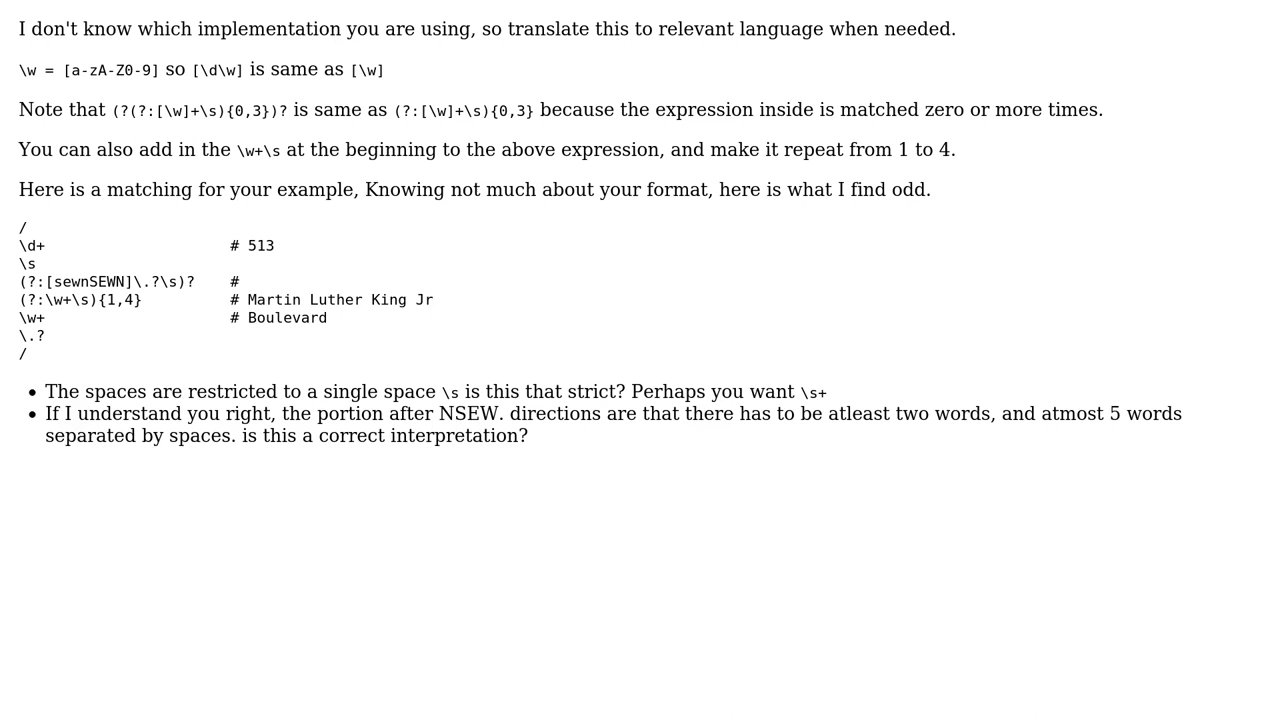 I don't know which implementation you are using, so translate this to relevant language when needed.
\w = [a-zA-Z0-9] so [\d\w] is same as [\w]
Note that (?(?:[\w]+\s){0,3})? is same as (?:[\w]+\s){0,3} because the expression inside is matched zero or more times.
You can also add in the \w+\s at the beginning to the above expression, and make it repeat from 1 to 4.
Here is a matching for your example, Knowing not much about your format, here is what I find odd.
/
\d+                     # 513
\s
(?:[sewnSEWN]\.?\s)?    #
(?:\w+\s){1,4}          # Martin Luther King Jr
\w+                     # Boulevard
\.?
/
• The spaces are restricted to a single space \s is this that strict? Perhaps you want \s+
• If I understand you right, the portion after NSEW. directions are that there has to be atleast two words, and atmost 5 words
separated by spaces. is this a correct interpretation?